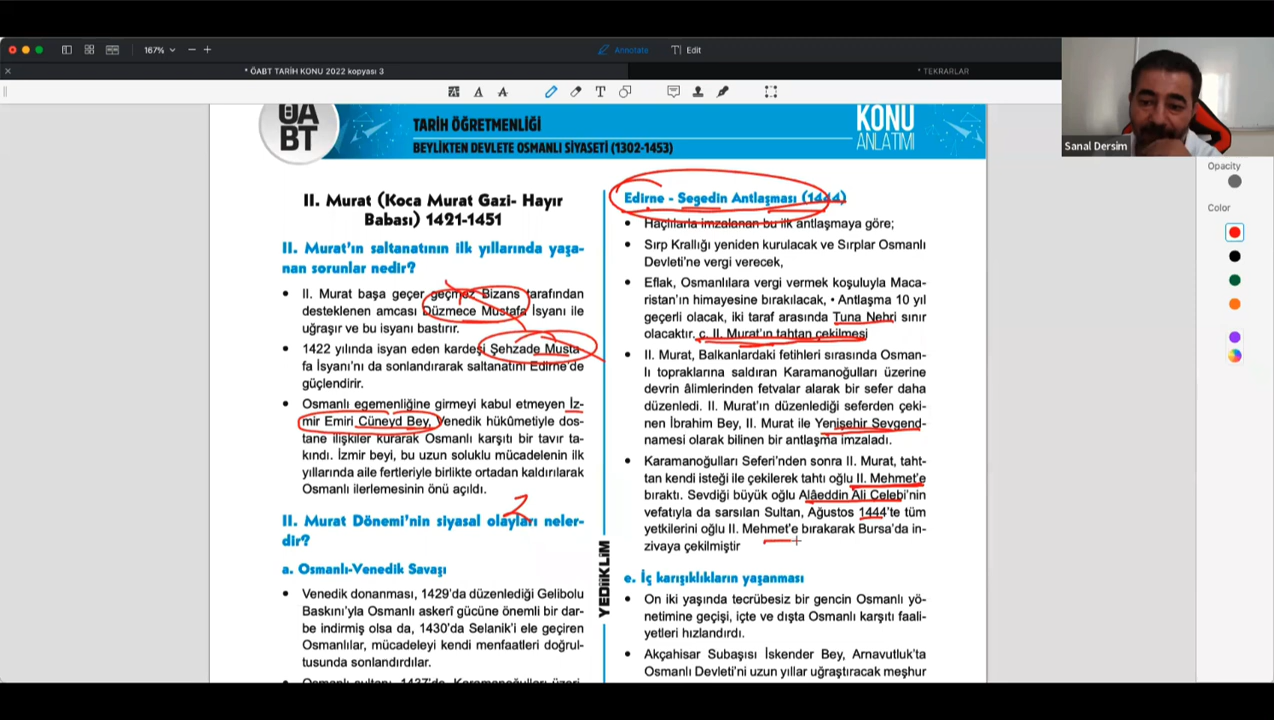 167%
Annotate
Edit
* ÖABT TARİH KONU 2022 kopyası 3
* TEKRARLAR
Sanal Dersim
Opacity
Color
ÖA
BT
TARİH ÖĞRETMENLİĞİ
BEYLİKTEN DEVLETE OSMANLI SİYASETİ (1302-1453)
KONU
ANLATIMI
II. Murat (Koca Murat Gazi- Hayır
Babası) 1421-1451
II. Murat'ın saltanatının ilk yıllarında yaşa-
nan sorunlar nedir?
• II. Murat başa geçer geçmez Bizans tarafından
desteklenen amcası Düzmece Mustafa İsyanı ile
uğraşır ve bu isyanı bastırır.
• 1422 yılında isyan eden kardeşi Şehzade Musta-
fa İsyanı'nı da sonlandırarak saltanatını Edirne'de
güçlendirir.
• Osmanlı egemenliğine girmeyi kabul etmeyen İz-
mir Emiri Cüneyd Bey, Venedik hükûmetiyle dos-
tane ilişkiler kurarak Osmanlı karşıtı bir tavır ta-
kındı. İzmir beyi, bu uzun soluklu mücadelenin ilk
yıllarında aile fertleriyle birlikte ortadan kaldırılarak
Osmanlı ilerlemesinin önü açıldı.
2
II. Murat Dönemi'nin siyasal olayları neler-
dir?
a. Osmanlı-Venedik Savaşı
• Venedik donanması, 1429'da düzenlediği Gelibolu
Baskını'yla Osmanlı askerî gücüne önemli bir dar-
be indirmiş olsa da, 1430'da Selanik'i ele geçiren
Osmanlılar, mücadeleyi kendi menfaatleri doğrul-
tusunda sonlandırdılar.
• Osmanlı sultanı, 1437'de, Karamanoğulları üzeri-
YEDİİKLİM
Edirne - Segedin Antlaşması (1444)
• Haçlılarla imzalanan bu ilk antlaşmaya göre;
• Sırp Krallığı yeniden kurulacak ve Sırplar Osmanlı
Devleti'ne vergi verecek,
• Eflak, Osmanlılara vergi vermek koşuluyla Maca-
ristan'ın himayesine bırakılacak, • Antlaşma 10 yıl
geçerli olacak, iki taraf arasında Tuna Nehri sınır
olacaktır. ç. II. Murat'ın tahtan çekilmesi
• II. Murat, Balkanlardaki fetihleri sırasında Osman-
lı topraklarına saldıran Karamanoğulları üzerine
devrin âlimlerinden fetvalar alarak bir sefer daha
düzenledi. II. Murat'ın düzenlediği seferden çeki-
nen İbrahim Bey, II. Murat ile Yenişehir Sevgend-
namesi olarak bilinen bir antlaşma imzaladı.
• Karamanoğulları Seferi'nden sonra II. Murat, taht-
tan kendi isteği ile çekilerek tahtı oğlu II. Mehmet'e
bıraktı. Sevdiği büyük oğlu Alâeddin Ali Çelebi'nin
vefatıyla da sarsılan Sultan, Ağustos 1444'te tüm
yetkilerini oğlu II. Mehmet'e bırakarak Bursa'da in-
zivaya çekilmiştir
e. İç karışıklıkların yaşanması
• On iki yaşında tecrübesiz bir gencin Osmanlı yö-
netimine geçişi, içte ve dışta Osmanlı karşıtı faali-
yetleri hızlandırdı.
• Akçahisar Subaşısı İskender Bey, Arnavutluk'ta
Osmanlı Devleti'ni uzun yıllar uğraştıracak meşhur